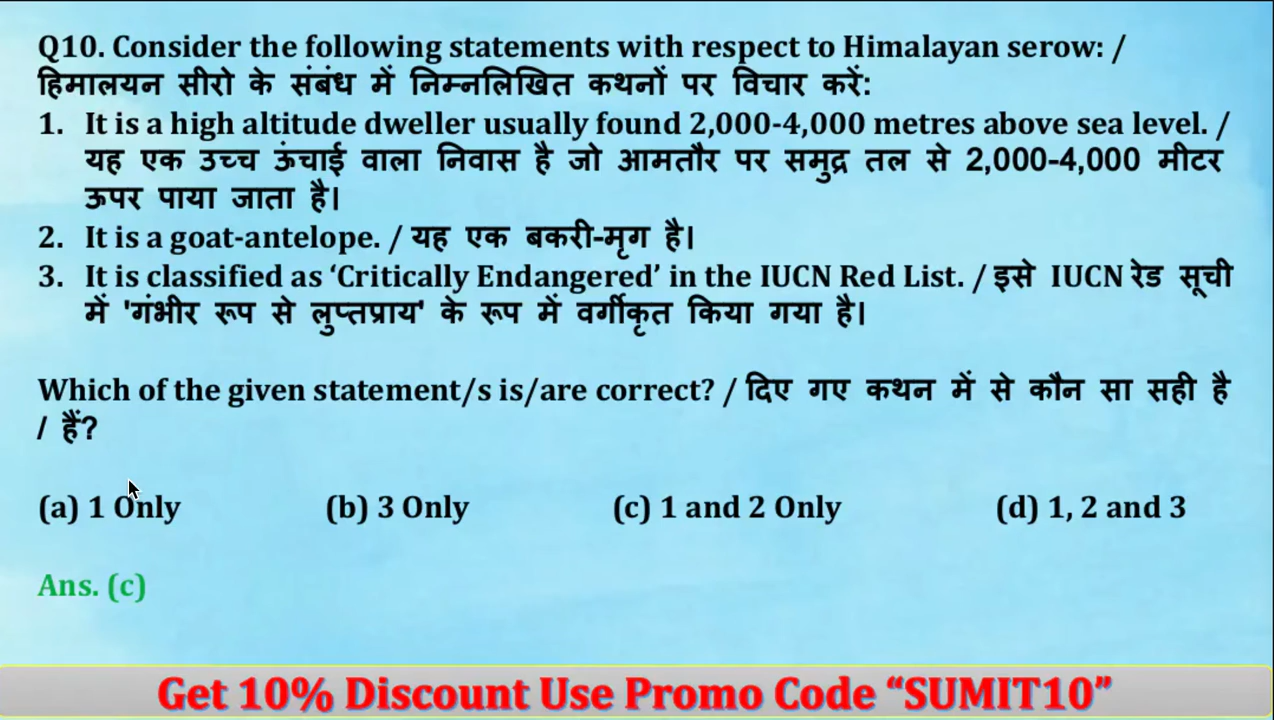 Q10. Consider the following statements with respect to Himalayan serow: /
हिमालयन सीरो के संबंध में निम्नलिखित कथनों पर विचार करें:
1. It is a high altitude dweller usually found 2,000-4,000 metres above sea level. /
यह एक उच्च ऊंचाई वाला निवास है जो आमतौर पर समुद्र तल से 2,000-4,000 मीटर
ऊपर पाया जाता है।
2. It is a goat-antelope. / यह एक बकरी-मृग है।
3. It is classified as ‘Critically Endangered’ in the IUCN Red List. / इसे IUCN रेड सूची
में 'गंभीर रूप से लुप्तप्राय' के रूप में वर्गीकृत किया गया है।
Which of the given statement/s is/are correct? / दिए गए कथन में से कौन सा सही है
/ हैं?
(a) 1 Only (b) 3 Only (c) 1 and 2 Only (d) 1, 2 and 3
Ans. (c)
Get 10% Discount Use Promo Code “SUMIT10”